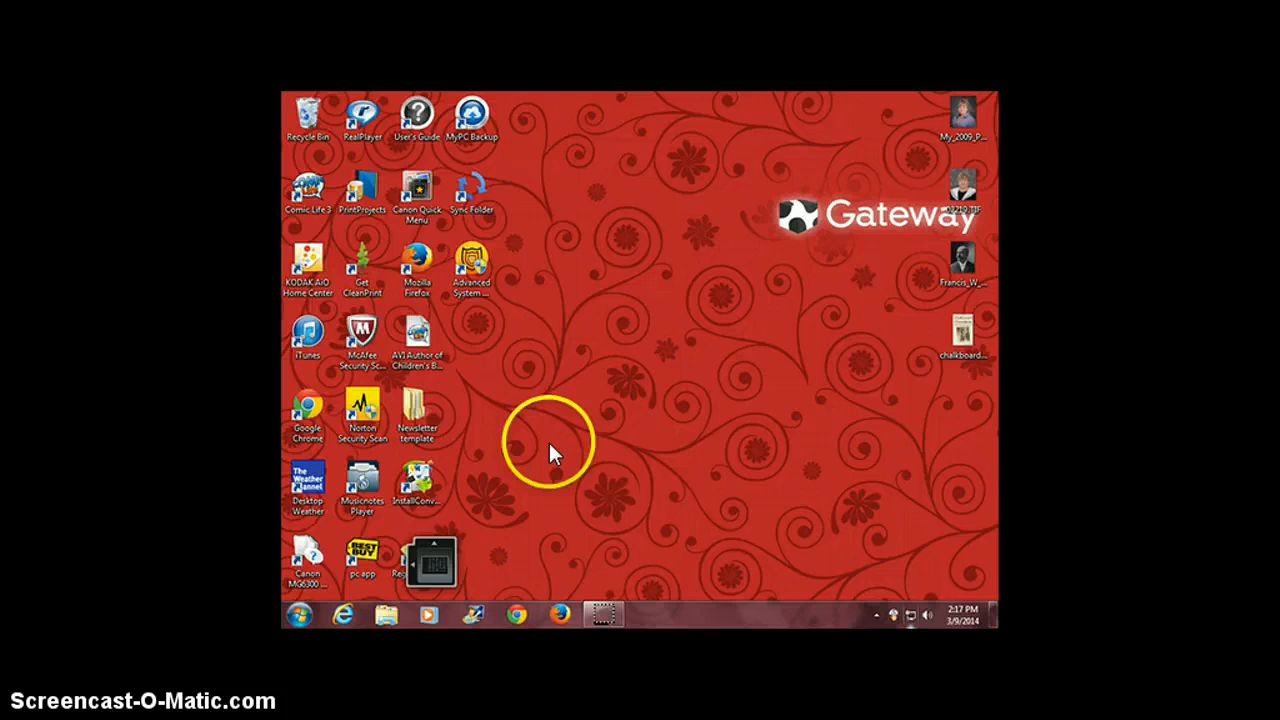 Recycle Bin
RealPlayer
User's Guide
MyPC Backup
My_2009_P...
Comic Life 3
PrintProjects
Canon Quick
Menu
Sync Folder
Gateway
KODAK AiO
Home Center
Get
CleanPrint
Mozilla
Firefox
Advanced
System ...
Francis_W_...
iTunes
McAfee
Security Sc...
AVI Author of
Children's B...
chalkboard...
Google
Chrome
Norton
Security Scan
Newsletter
template
The
Weather
Channel
Desktop
Weather
Musicnotes
Player
InstallConv...
Canon
MG6300 ...
BEST
BUY
pc app
2:17 PM
3/9/2014
Screencast-O-Matic.com